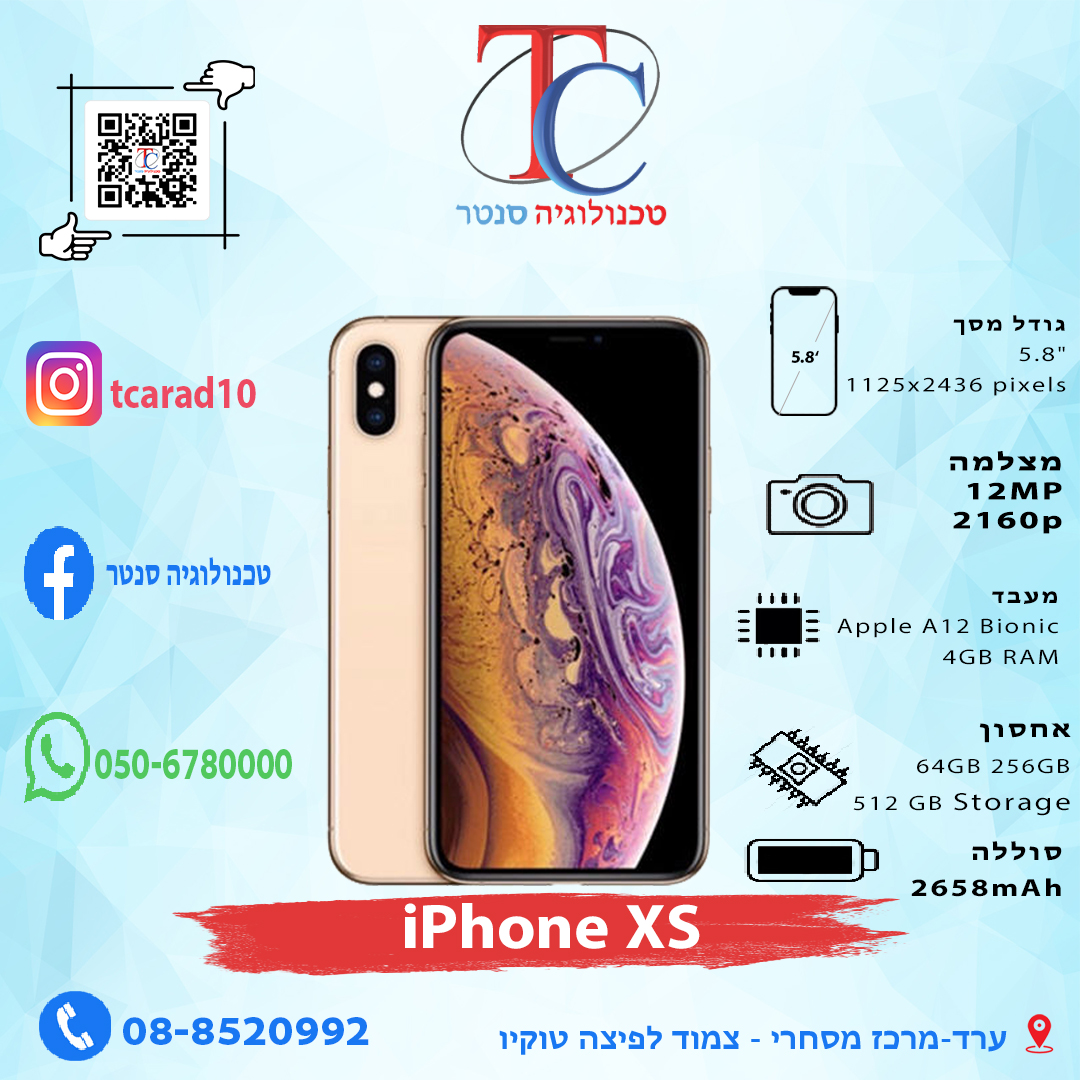 TC
טכנולוגיה סנטר
TC
tcarad10
טכנולוגיה סנטר
050-6780000
5.8‘
גודל מסך
5.8"
1125x2436 pixels
מצלמה
12MP
2160p
מעבד
Apple A12 Bionic
4GB RAM
אחסון
64GB 256GB
512 GB Storage
סוללה
2658mAh
iPhone XS
08-8520992
ערד-מרכז מסחרי - צמוד לפיצה טוקיו